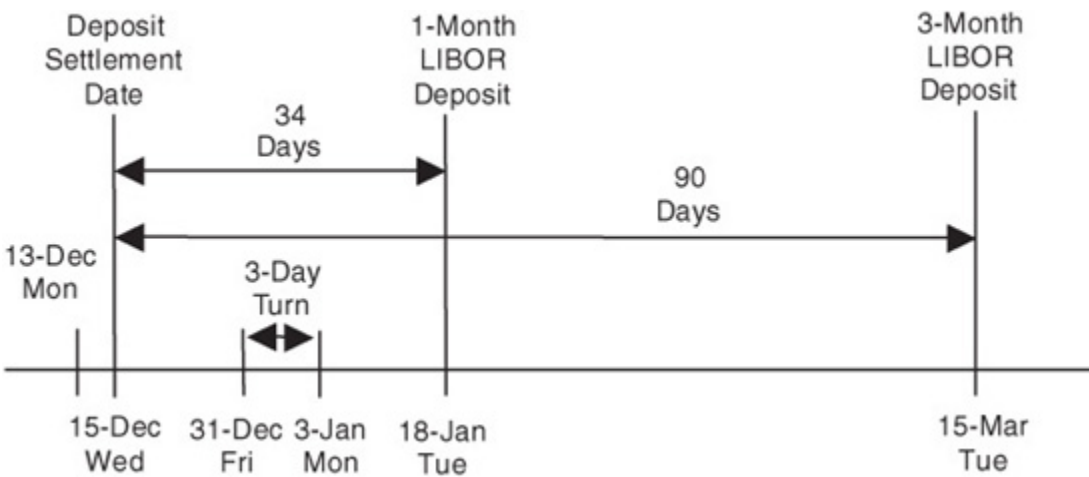 Deposit
Settlement
Date
1-Month
LIBOR
Deposit
3-Month
LIBOR
Deposit
34
Days
90
Days
13-Dec
Mon
3-Day
Turn
15-Dec
Wed
31-Dec
Fri
3-Jan
Mon
18-Jan
Tue
15-Mar
Tue